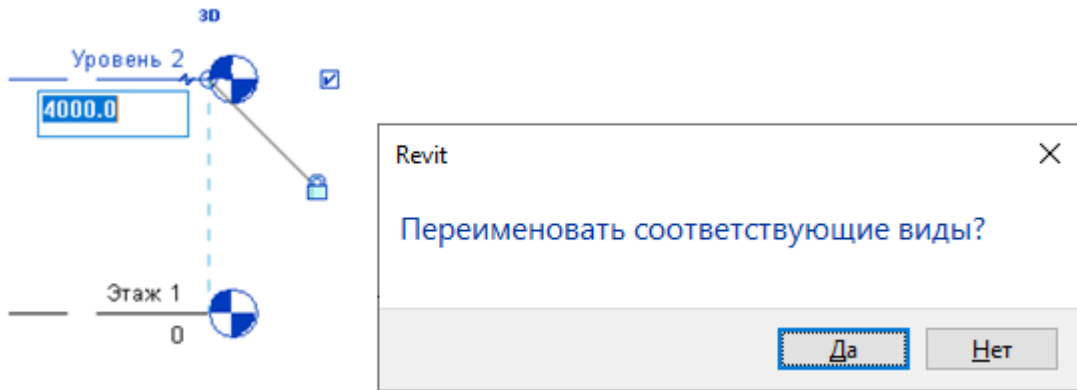 3D
Уровень 2
4000.0
Этаж 1
0
Revit
Переименовать соответствующие виды?
Да
Нет